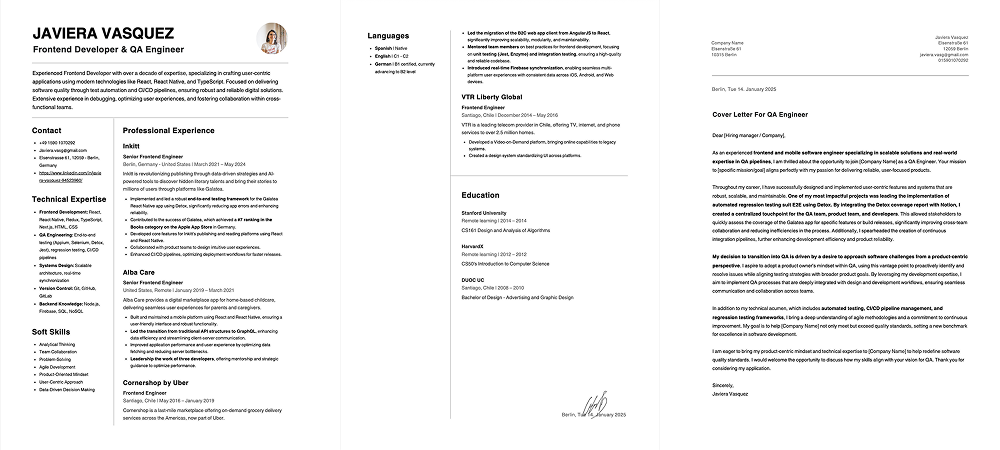 JAVIERA VASQUEZ
Frontend Developer & QA Engineer
Experienced Frontend Developer with over a decade of expertise, specializing in crafting user-centric
applications using modern technologies like React, React Native, and TypeScript. Focused on delivering
software quality through test automation and CI/CD pipelines, ensuring robust and reliable digital solutions.
Extensive experience in debugging, optimizing user experiences, and fostering collaboration within cross-
functional teams.
Contact
+49 1590 1070292
Javiera.vasg@gmail.com
Elsenstrasse 61, 12059 - Berlin,
Germany
Technical Expertise
Frontend Development: React,
React Native, Redux, TypeScript,
Next.js, HTML, CSS
QA Engineering: End-to-end
testing (Appium, Selenium, Detox,
Jest), regression testing, CI/CD
pipelines
Systems Design: Scalable
architecture, real-time
synchronization
Version Control: Git, GitHub,
GitLab
Backend Knowledge: Node.js,
Firebase, SQL, NoSQL
Soft Skills
Analytical Thinking
Team Collaboration
Problem-Solving
Agile Development
Product-Oriented Mindset
User-Centric Approach
Data-Driven Decision Making
Professional Experience
Inkitt
Senior Frontend Engineer
Berlin, Germany - United States | March 2021 – May 2024
Inkitt is revolutionizing publishing through data-driven strategies and AI-
powered tools to discover hidden literary talents and bring their stories to
millions of users through platforms like Galatea.
Implemented and led a robust end-to-end testing framework for the Galatea
React Native app using Detox, significantly reducing app errors and enhancing
reliability.
Contributed to the success of Galatea, which achieved a #1 ranking in the
Books category on the Apple App Store in Germany.
Developed core features for Inkitt's publishing and reading platforms using React
and React Native.
Collaborated with product teams to design intuitive user experiences.
Enhanced CI/CD pipelines, optimizing deployment workflows for faster releases.
Alba Care
Senior Frontend Engineer
United States, Remote | January 2019 – March 2021
Alba Care provides a digital marketplace app for home-based childcare,
delivering seamless user experiences for parents and caregivers.
Built and maintained a mobile platform using React and React Native, ensuring a
user-friendly interface and robust functionality.
Led the transition from traditional API structures to GraphQL, enhancing
data efficiency and streamlining client-server communication.
Improved application performance and user experience by optimizing data
fetching and reducing server bottlenecks.
Leadership the work of three developers, offering mentorship and strategic
guidance to optimize performance.
Cornershop by Uber
Frontend Engineer
Santiago, Chile | May 2016 – January 2019
Cornershop is a last-mile marketplace offering on-demand grocery delivery
services across the Americas, now part of Uber.
Languages
Spanish | Native
English | C1 - C2
German | B1 certified, currently
advancing to B2 level
Led the migration of the B2C web app client from AngularJS to React,
significantly improving scalability, modularity, and maintainability.
Mentored team members on best practices for frontend development, focusing
on unit testing (Jest, Enzyme) and integration testing, ensuring high-quality
and reliable codebase.
Introduced real-time Firebase synchronization, enabling seamless multi-
platform user experiences with consistent data across iOS, Android, and Web
devices.
VTR Liberty Global
Frontend Engineer
Santiago, Chile | December 2014 – May 2016
VTR is a leading telecom provider in Chile, offering TV, internet, and phone
services to over 2.5 million homes.
Developed a Video-on-Demand platform, bringing online capabilities to legacy
systems.
Created a design system standardizing UI across platforms.
Education
Stanford University
Remote learning | 2014 – 2014
CS161 Design and Analysis of Algorithms
HarvardX
Remote learning | 2012 – 2012
CS50's Introduction to Computer Science
DUOC UC
Santiago, Chile | 2008 – 2010
Bachelor of Design - Advertising and Graphic Design
Berlin, Tue 14. January 2025
Company Name
Elsenstraße 61
10315 Berlin
Javiera Vasquez
Elsenstraße 61
12059 Berlin
javiera.vasg@gmail.com
015901070292
Berlin, Tue 14. January 2025
Cover Letter For QA Engineer
Dear [Hiring manager / Company],
As an experienced frontend and mobile software engineer specializing in scalable solutions and real-world
expertise in QA pipelines, I am thrilled about the opportunity to join [Company Name] as a QA Engineer. Your mission
to [specific mission/goal] aligns perfectly with my passion for delivering reliable, user-focused products.
Throughout my career, I have successfully designed and implemented user-centric features and systems that are
robust, scalable, and maintainable. One of my most impactful projects was leading the implementation of
automated regression testing and full E2E using Detox. By integrating the Detox coverage report with Notion, I
created a centralized touchpoint for the QA team, product team, and developers. This allowed stakeholders to
quickly assess the coverage of the Galatea app for specific features or build releases, significantly improving cross-team
collaboration and reducing inefficiencies in the process. Additionally, I spearheaded the creation of continuous
integration pipelines, further enhancing development efficiency and product reliability.
My decision to transition into QA is driven by a desire to approach software challenges from a product-centric
perspective. I aspire to adopt a product owner's mindset within QA, using this vantage point to proactively identify and
resolve issues while aligning testing strategies with broader product goals. By leveraging my development expertise, I
aim to implement QA processes that are deeply integrated with design and development workflows, ensuring seamless
communication and collaboration across teams.
In addition to my technical acumen, which includes automated testing, CI/CD pipeline management, and
regression testing frameworks, I bring a deep understanding of agile methodologies and a commitment to continuous
improvement. My goal is to help [Company Name] not only meet but exceed quality standards, setting a new benchmark
for excellence in software development.
I am eager to bring my product-centric mindset and technical expertise to [Company Name] to help redefine software
quality standards. I would welcome the opportunity to discuss how my skills align with your vision for QA. Thank you for
considering my application.
Sincerely,
Javiera Vasquez